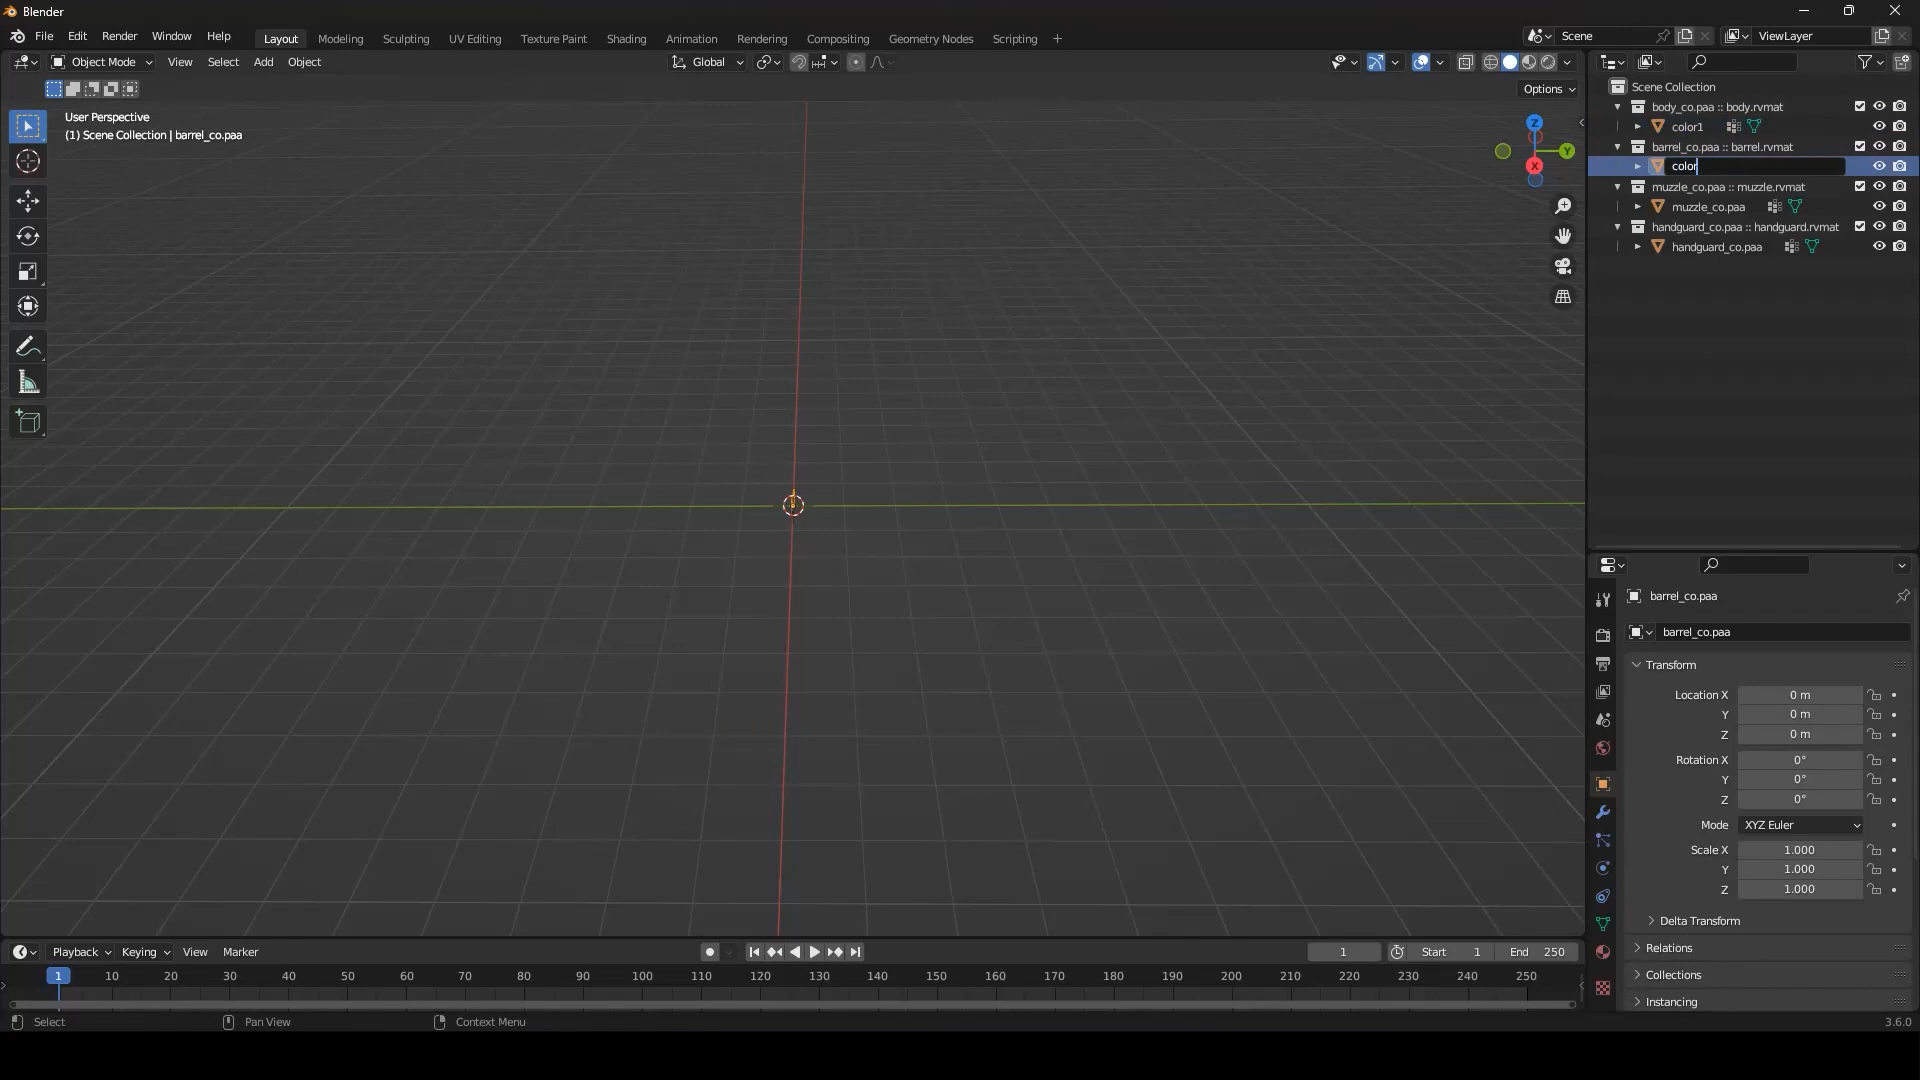 Blender
File Edit Render Window Help Layout Modeling Sculpting UV Editing Texture Paint Shading Animation Rendering Compositing Geometry Nodes Scripting + Scene ViewLayer
Object Mode View Select Add Object Global
Options
User Perspective
(1) Scene Collection | barrel_co.paa
Z
Y
X
Scene Collection
body_co.paa :: body.rvmat
color1
barrel_co.paa :: barrel.rvmat
color
muzzle_co.paa :: muzzle.rvmat
muzzle_co.paa
handguard_co.paa :: handguard.rvmat
handguard_co.paa
barrel_co.paa
barrel_co.paa
Transform
Location X 0 m
Y 0 m
Z 0 m
Rotation X 0°
Y 0°
Z 0°
Mode XYZ Euler
Scale X 1.000
Y 1.000
Z 1.000
Delta Transform
Relations
Collections
Instancing
Playback Keying View Marker 1 Start 1 End 250
1 10 20 30 40 50 60 70 80 90 100 110 120 130 140 150 160 170 180 190 200 210 220 230 240 250
Select Pan View Context Menu 3.6.0